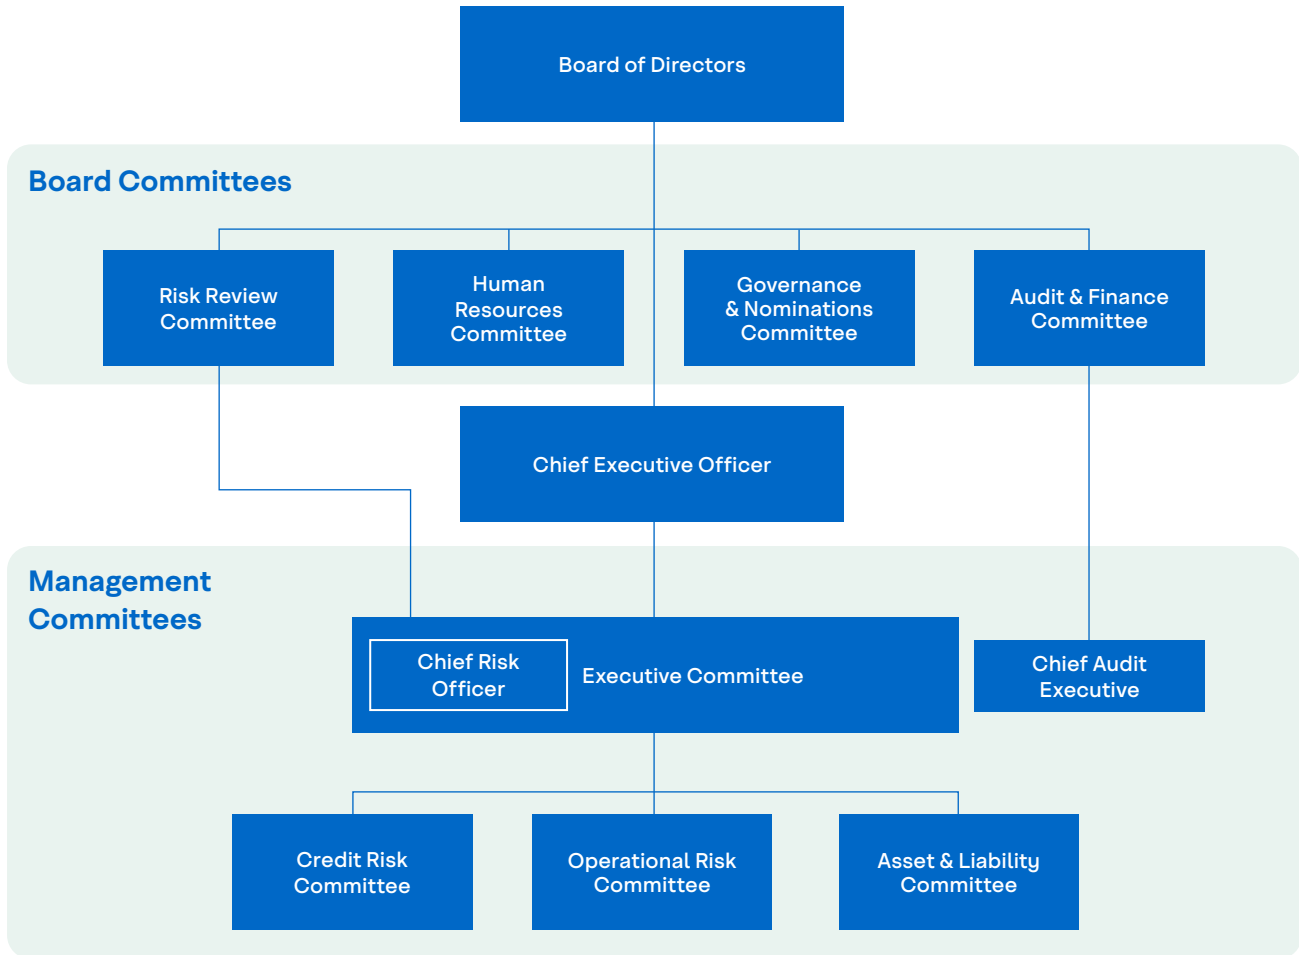 Board of Directors
Board Committees
Risk Review
Committee
Human
Resources
Committee
Governance
& Nominations
Committee
Audit & Finance
Committee
Chief Executive Officer
Management
Committees
Chief Risk
Officer
Executive Committee
Chief Audit
Executive
Credit Risk
Committee
Operational Risk
Committee
Asset & Liability
Committee